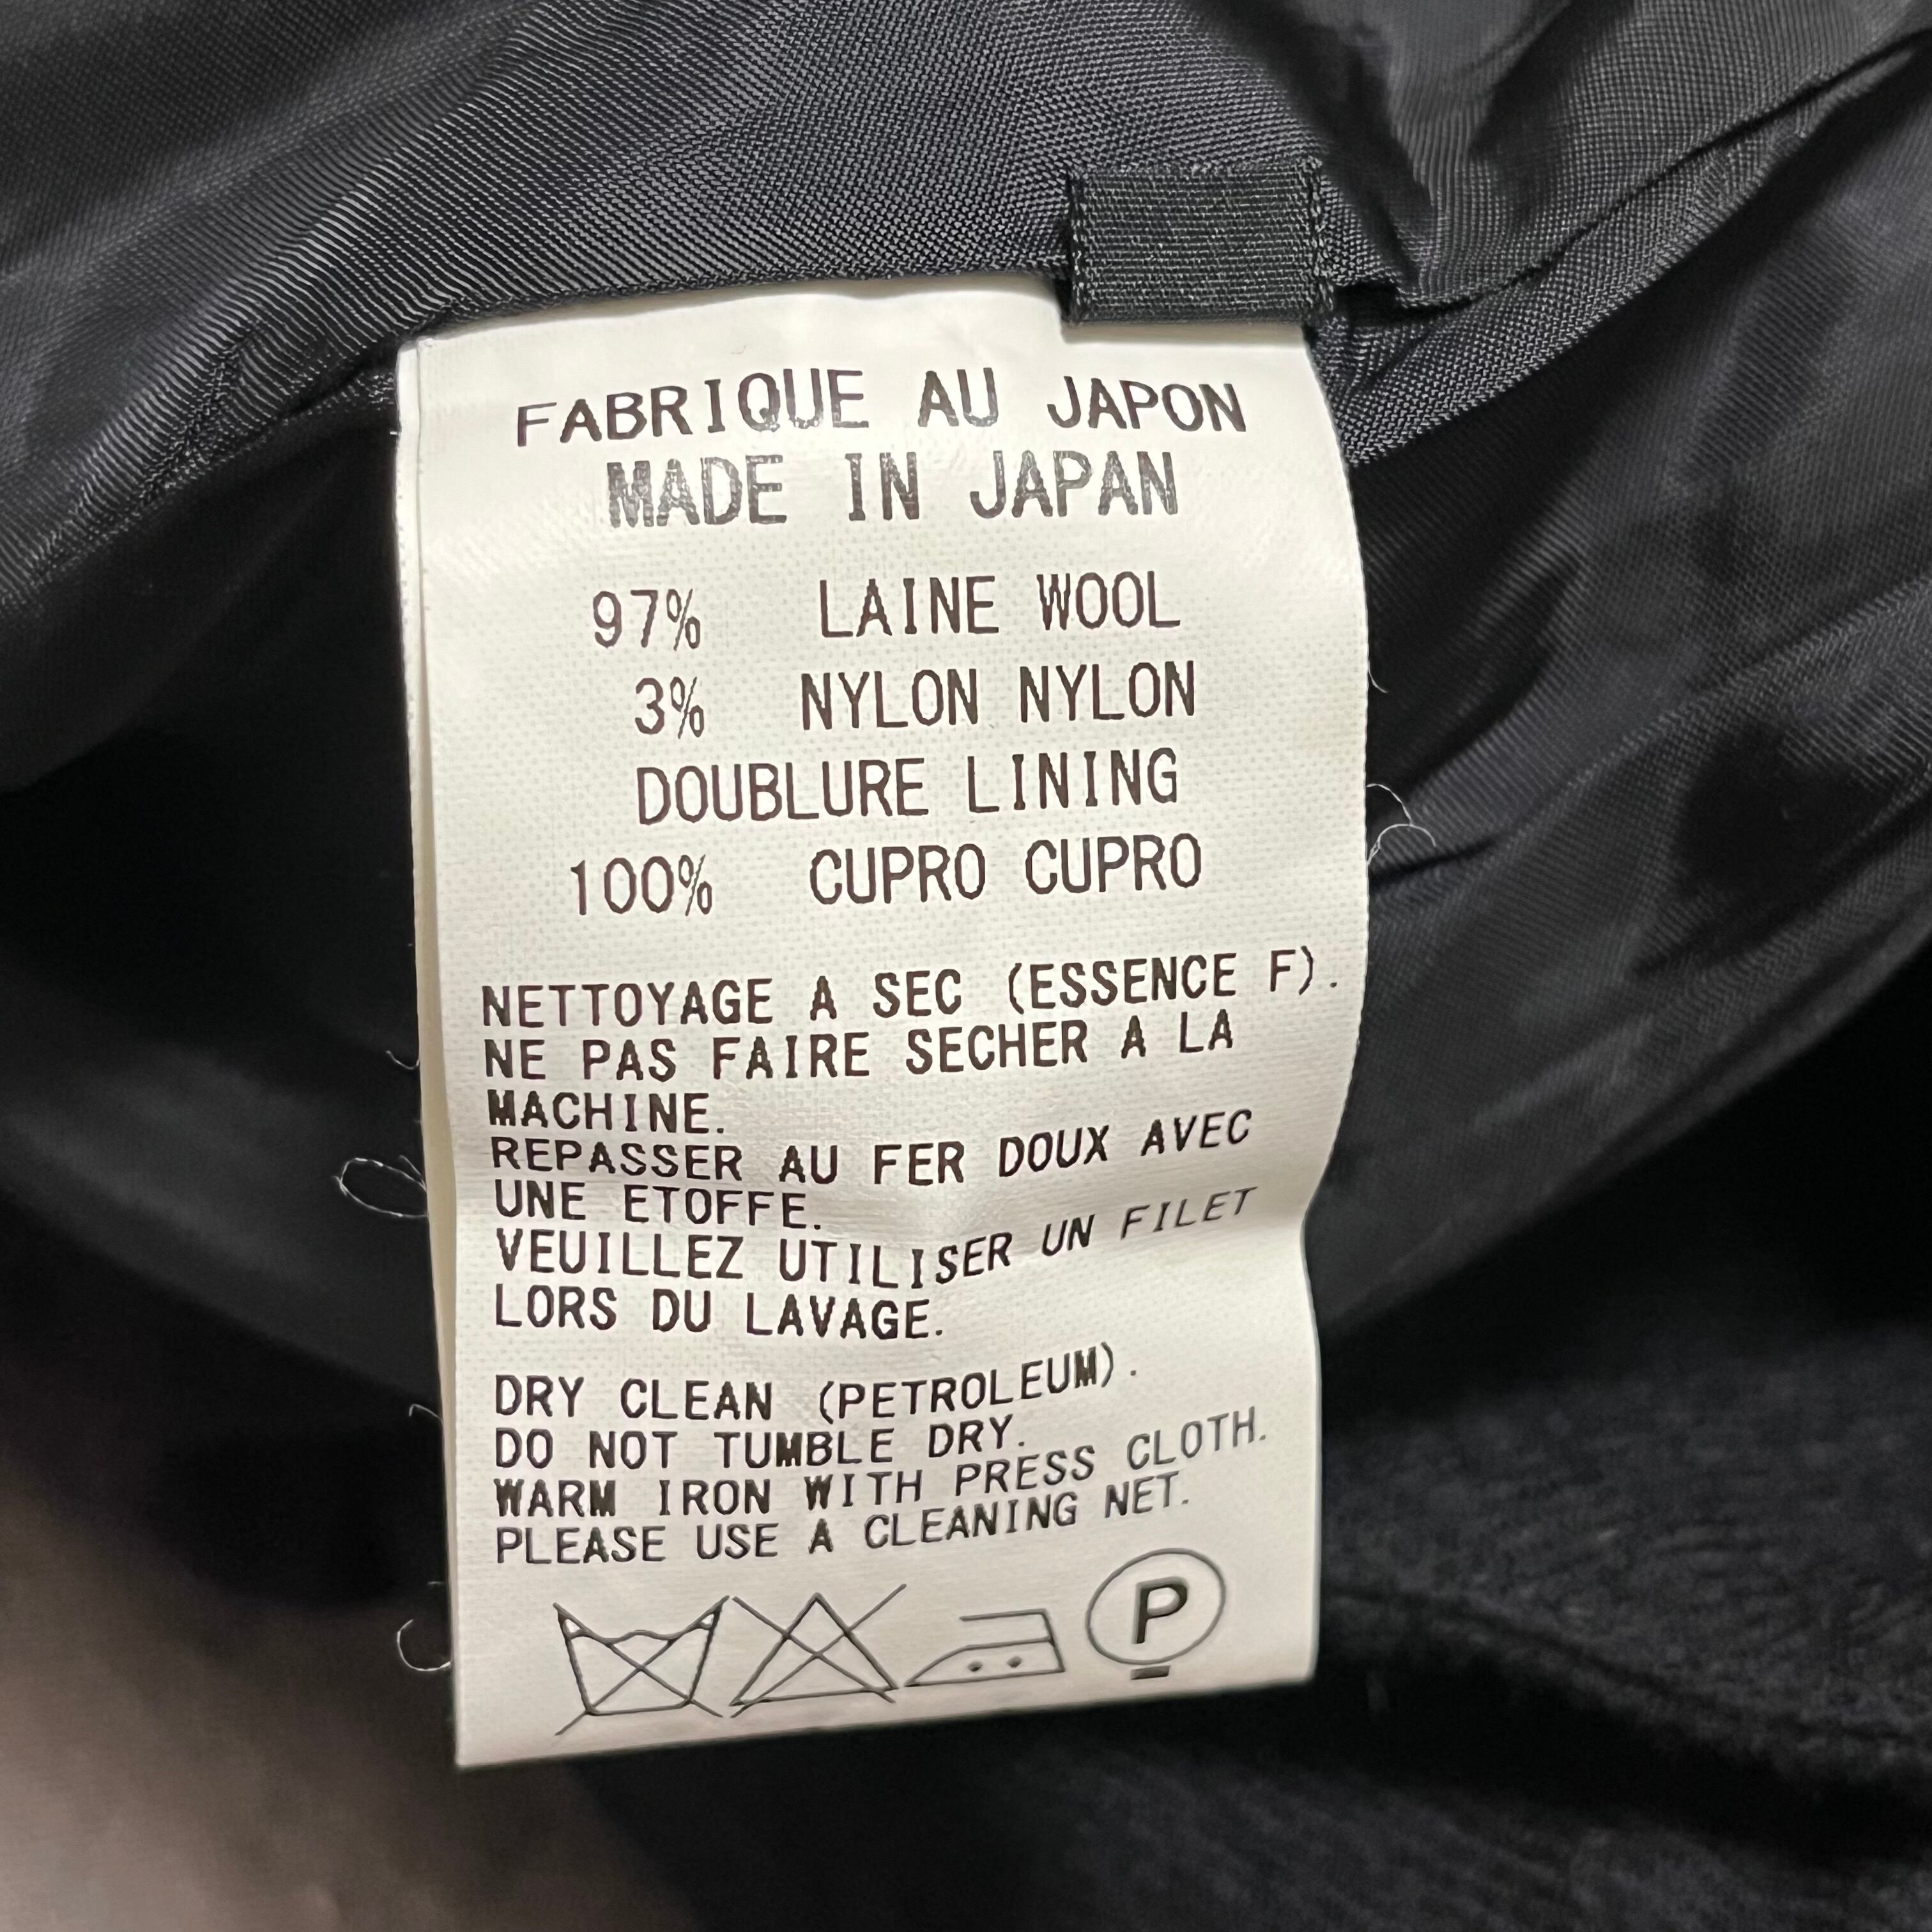 FABRIQUE AU JAPON
MADE IN JAPAN
97% LAINE WOOL
3% NYLON NYLON
DOUBLURE LINING
100% CUPRO CUPRO
NETTOYAGE A SEC (ESSENCE F).
NE PAS FAIRE SECHER A LA
MACHINE.
REPASSER AU FER DOUX AVEC
UNE ETOFFE.
VEUILLEZ UTILISER UN FILET
LORS DU LAVAGE.
DRY CLEAN (PETROLEUM).
DO NOT TUMBLE DRY.
WARM IRON WITH PRESS CLOTH.
PLEASE USE A CLEANING NET.
P